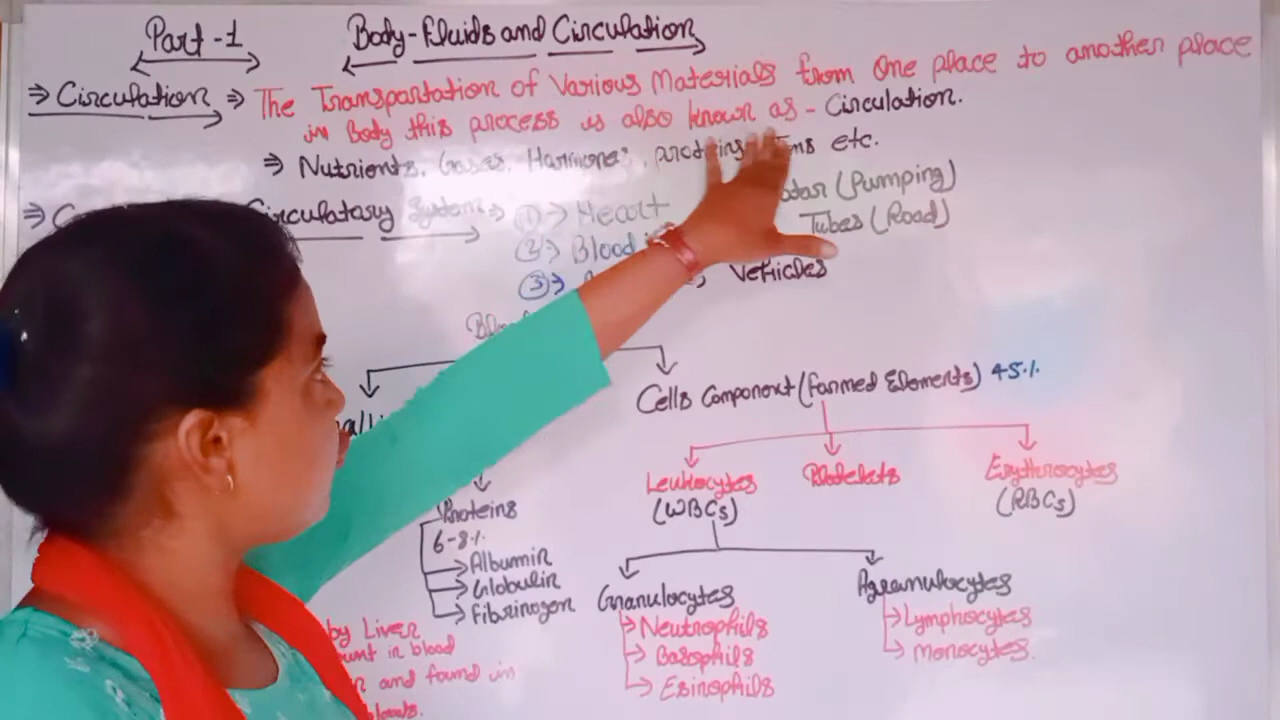 Part-1
Body-Fluids and Circulation
⇒ Circulation ⇒ The Transportation of Various Materials from One place to another place
in Body this process is also known as - Circulation.
⇒ Nutrients, Gases, Hormones, proteins etc.
⇒ Circulatory System ⇒ ① → Heart (Pumping)
② → Blood Tubes (Road)
③ → Vehicles
Cells Component (Formed Elements) 45%
Leukocytes Platelets Erythrocytes
(WBCs) (RBCs)
Proteins
6-8%
→ Albumin
→ Globulin
→ Fibrinogen
Granulocytes Agranulocytes
→ Neutrophils → Lymphocytes
→ Basophils → Monocytes.
→ Esinophils
by Liver
in blood
and found in